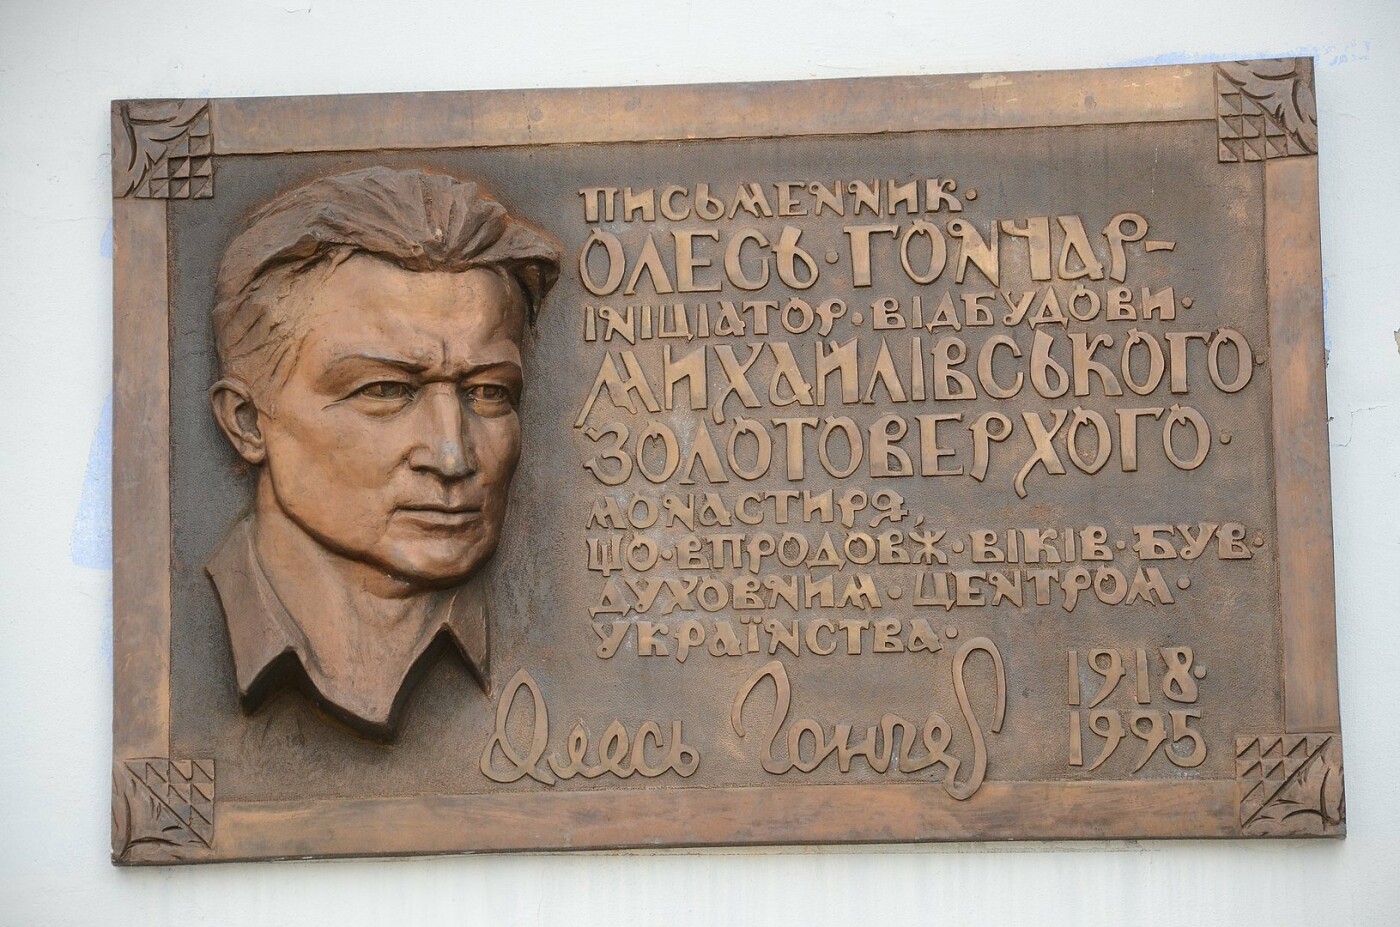 ПИСЬМЕННИК·
ОЛЕСЬ·ГОНЧАР-
ІНІЦІАТОР·ВІДБУДОВИ·
МИХАЙЛІВСЬКОГО·
ЗОЛОТОВЕРХОГО·
МОНАСТИРЯ,
ЩО·ВПРОДОВЖ·ВІКІВ·БУВ·
ДУХОВНИМ·ЦЕНТРОМ·
УКРАЇНСТВА·
Олесь Гончар
1918·
1995